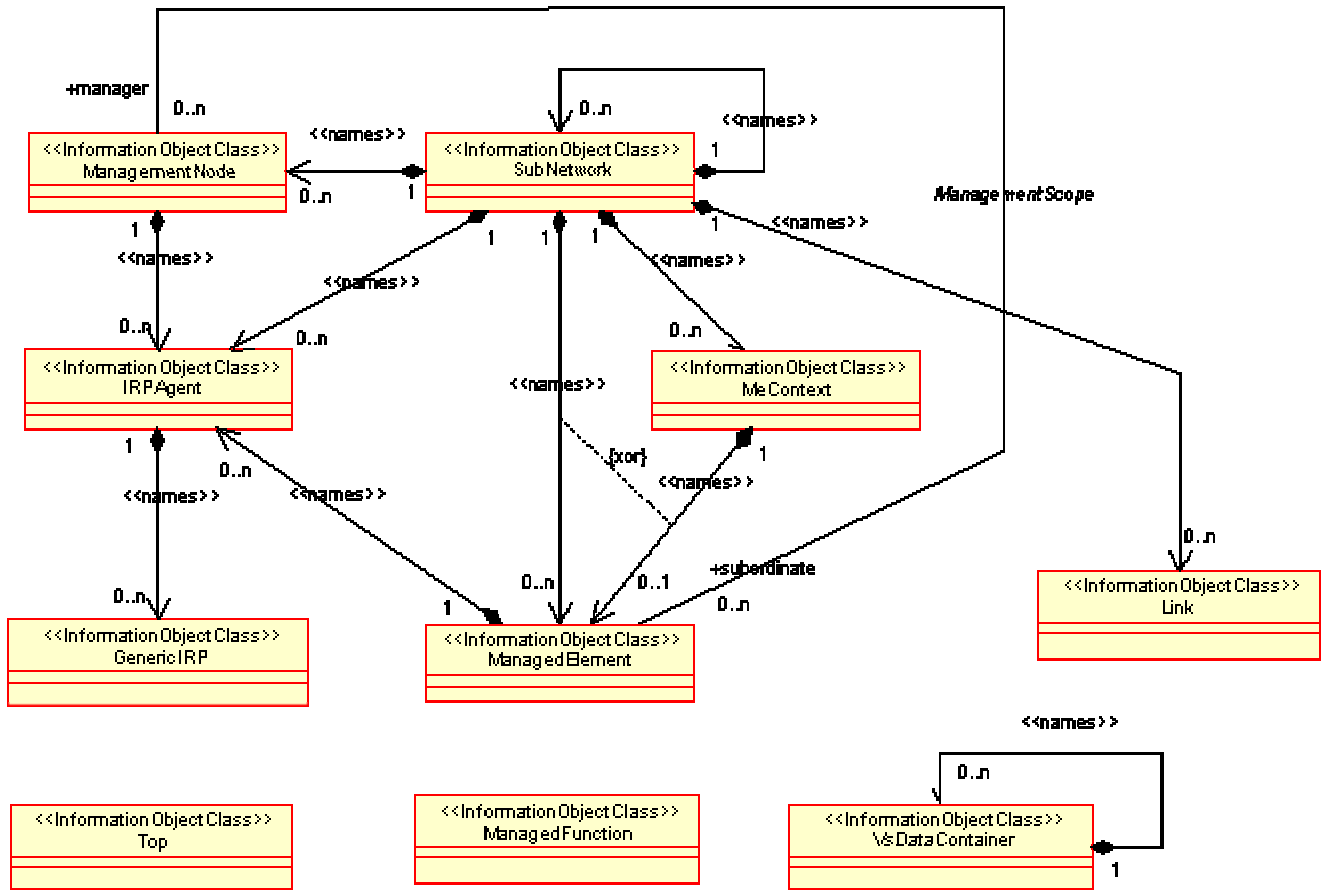 +manager
0..n
0..n
<<names>>
<<names>>
<<Information Object Class>>
ManagementNode
<<Information Object Class>>
SubNetwork
1
0..n
1
ManagementScope
1
<<names>>
1
1
1
1
<<names>>
<<names>>
<<names>>
0..n
0..n
0..n
<<Information Object Class>>
IRPAgent
<<names>>
<<Information Object Class>>
MeContext
1
0..n
{xor}
1
<<names>>
<<names>>
<<names>>
0..n
0..n
0..1
+subordinate
0..n
0..n
1
<<Information Object Class>>
Link
<<Information Object Class>>
GenericIRP
<<Information Object Class>>
ManagedElement
<<names>>
0..n
<<Information Object Class>>
Top
<<Information Object Class>>
ManagedFunction
<<Information Object Class>>
VsDataContainer
1